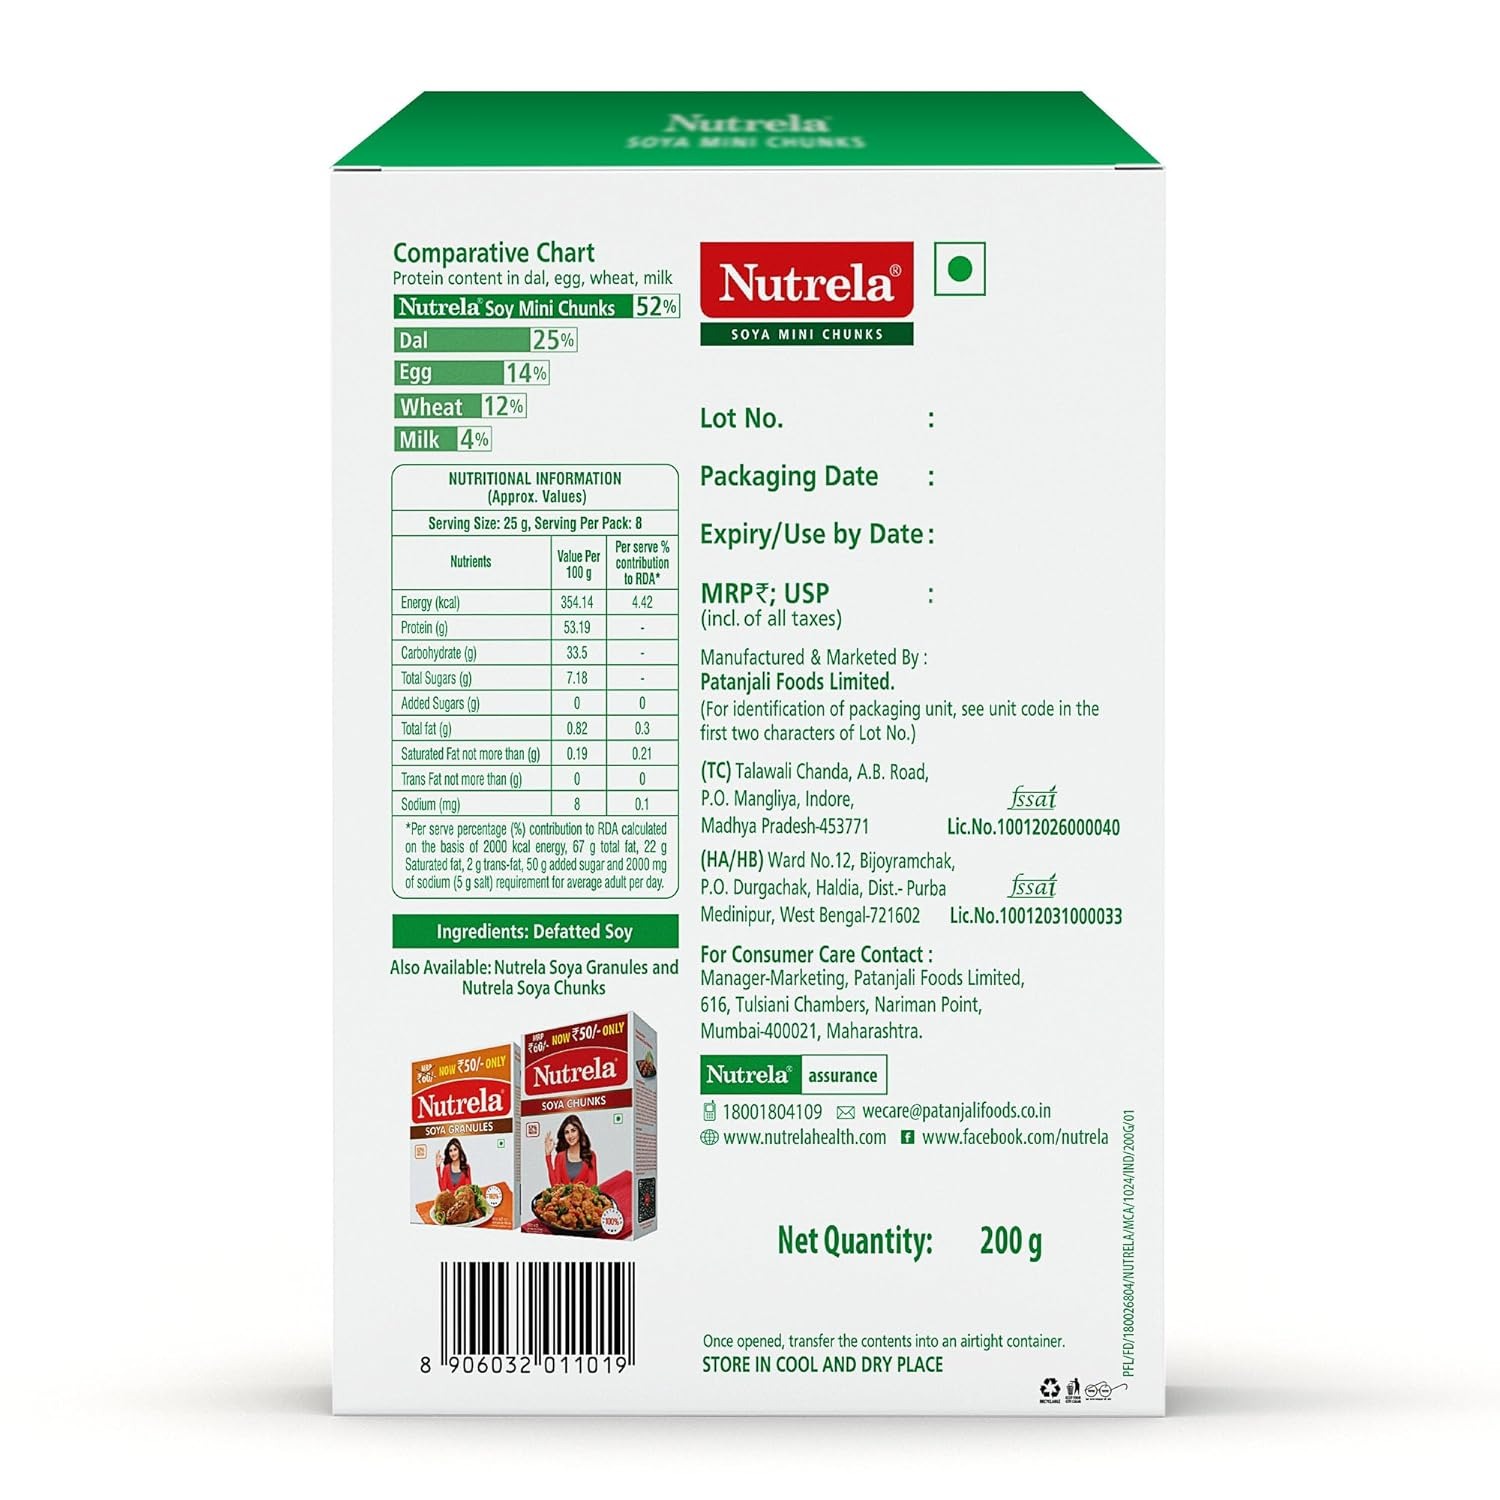 Nutrela
SOYA MINI CHUNKS
Comparative Chart
Protein content in dal, egg, wheat, milk
Nutrela® Soy Mini Chunks 52%
Dal 25%
Egg 14%
Wheat 12%
Milk 4%
NUTRITIONAL INFORMATION
(Approx. Values)
Serving Size: 25 g, Serving Per Pack: 8
Nutrients Value Per 100 g Per serve % contribution to RDA*
Energy (kcal) 354.14 4.42
Protein (g) 53.19 -
Carbohydrate (g) 33.5 -
Total Sugars (g) 7.18 -
Added Sugars (g) 0 0
Total fat (g) 0.82 0.3
Saturated Fat not more than (g) 0.19 0.21
Trans Fat not more than (g) 0 0
Sodium (mg) 8 0.1
*Per serve percentage (%) contribution to RDA calculated
on the basis of 2000 kcal energy, 67 g total fat, 22 g
Saturated fat, 2 g trans-fat, 50 g added sugar and 2000 mg
of sodium (5 g salt) requirement for average adult per day.
Ingredients: Defatted Soy
Also Available: Nutrela Soya Granules and
Nutrela Soya Chunks
MRP ₹60/- NOW ₹50/- ONLY
Nutrela
SOYA GRANULES
100%
MRP ₹60/- NOW ₹50/- ONLY
Nutrela
SOYA CHUNKS
100%
8 906032 011019
Nutrela®
SOYA MINI CHUNKS
Lot No. :
Packaging Date :
Expiry/Use by Date :
MRP₹; USP :
(incl. of all taxes)
Manufactured & Marketed By :
Patanjali Foods Limited.
(For identification of packaging unit, see unit code in the
first two characters of Lot No.)
(TC) Talawali Chanda, A.B. Road,
P.O. Mangliya, Indore,
Madhya Pradesh-453771
fssai
Lic.No.10012026000040
(HA/HB) Ward No.12, Bijoyramchak,
P.O. Durgachak, Haldia, Dist.- Purba
Medinipur, West Bengal-721602
fssai
Lic.No.10012031000033
For Consumer Care Contact :
Manager-Marketing, Patanjali Foods Limited,
616, Tulsiani Chambers, Nariman Point,
Mumbai-400021, Maharashtra.
Nutrela® assurance
18001804109 wecare@patanjalifoods.co.in
www.nutrelahealth.com www.facebook.com/nutrela
Net Quantity: 200 g
Once opened, transfer the contents into an airtight container.
STORE IN COOL AND DRY PLACE
RECYCLABLE
PFL/FD/180026804/NUTRELA/MCA/1024/IND/200G/01